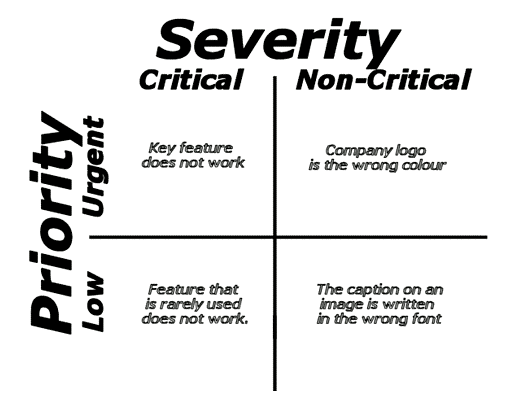 Severity
Critical Non-Critical
Priority
Urgent
Key feature
does not work
Company logo
is the wrong colour
Low
Feature that
is rarely used
does not work.
The caption on an
image is written
in the wrong font